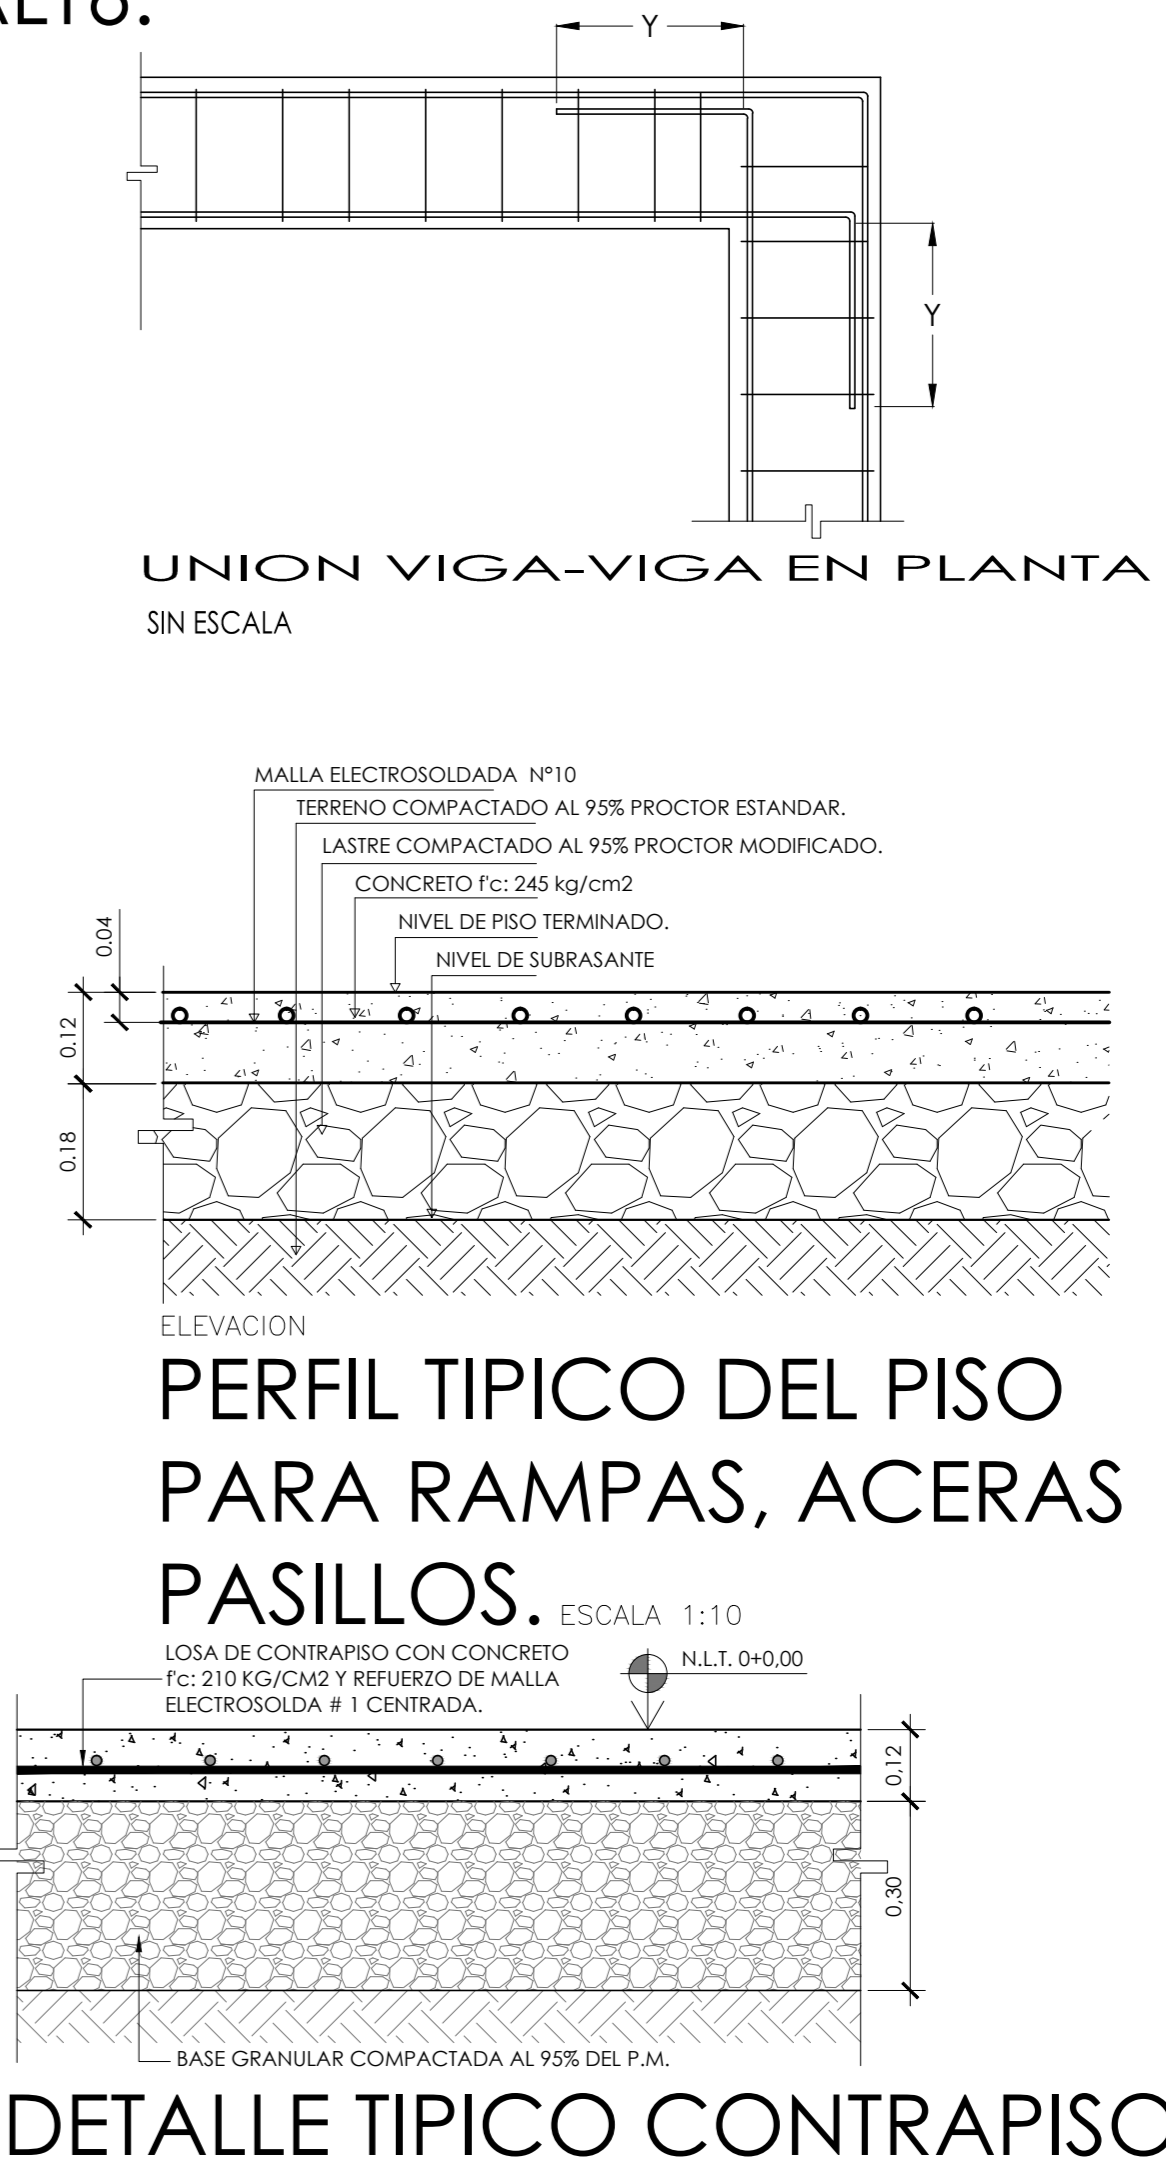 Y
Y
UNION VIGA-VIGA EN PLANTA
SIN ESCALA
MALLA ELECTROSOLDADA N°10
TERRENO COMPACTADO AL 95% PROCTOR ESTANDAR.
LASTRE COMPACTADO AL 95% PROCTOR MODIFICADO.
CONCRETO f'c: 245 kg/cm2
NIVEL DE PISO TERMINADO.
NIVEL DE SUBRASANTE
0.04
0.12
0.18
ELEVACION
PERFIL TIPICO DEL PISO
PARA RAMPAS, ACERAS
PASILLOS. ESCALA 1:10
LOSA DE CONTRAPISO CON CONCRETO
f'c: 210 KG/CM2 Y REFUERZO DE MALLA
ELECTROSOLDA # 1 CENTRADA.
N.L.T. 0+0,00
0,12
0,30
BASE GRANULAR COMPACTADA AL 95% DEL P.M.
DETALLE TIPICO CONTRAPISO